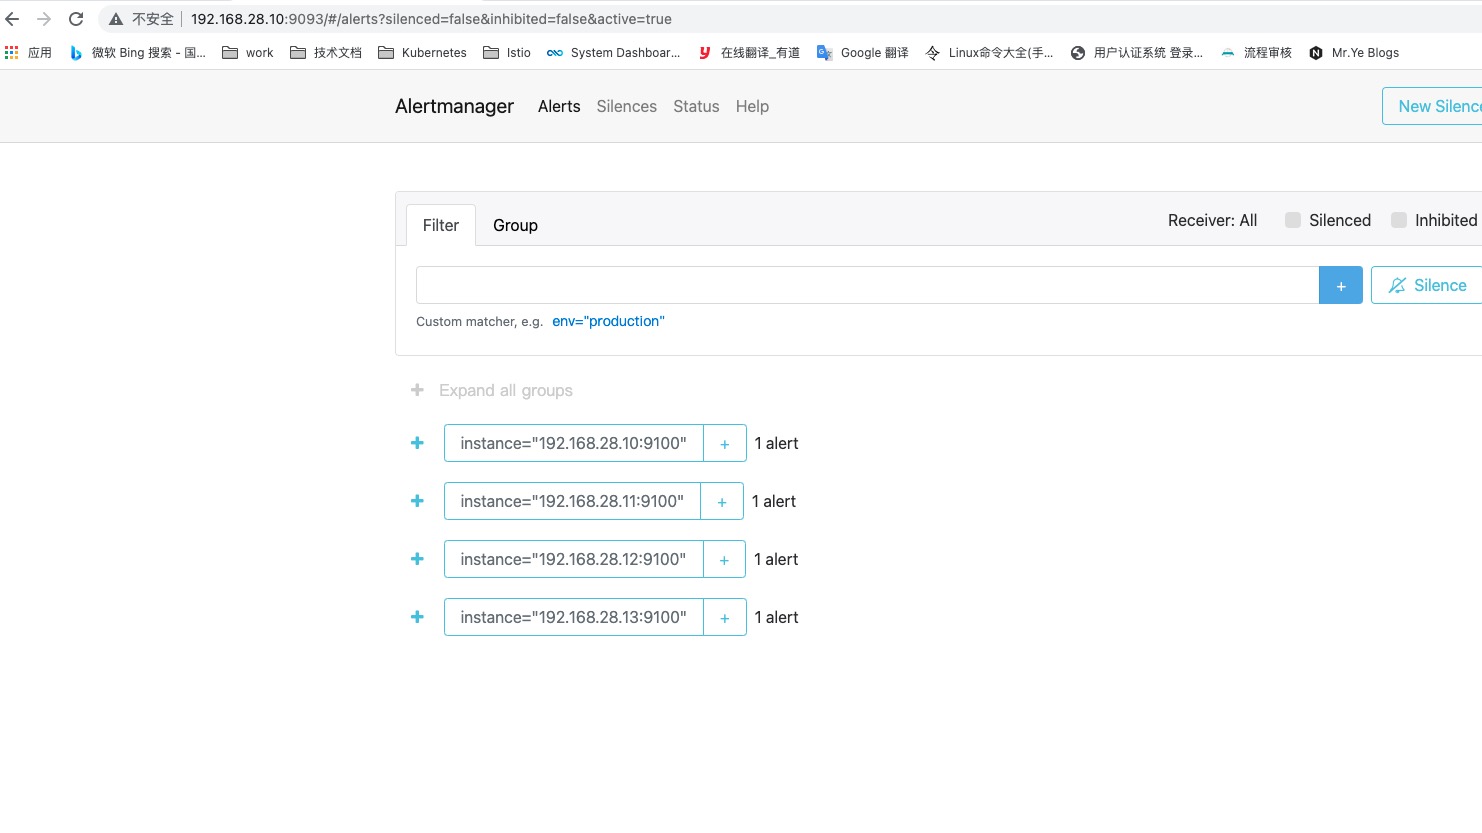 不安全 192.168.28.10:9093/#/alerts?silenced=false&inhibited=false&active=true
应用 微软 Bing 搜索 - 国... work 技术文档 Kubernetes Istio System Dashboar... 在线翻译_有道 Google 翻译 Linux命令大全(手... 用户认证系统 登录... 流程审核 Mr.Ye Blogs
Alertmanager Alerts Silences Status Help New Silence
Filter Group Receiver: All Silenced Inhibited
+ Silence
Custom matcher, e.g. env="production"
+ Expand all groups
+ instance="192.168.28.10:9100" + 1 alert
+ instance="192.168.28.11:9100" + 1 alert
+ instance="192.168.28.12:9100" + 1 alert
+ instance="192.168.28.13:9100" + 1 alert